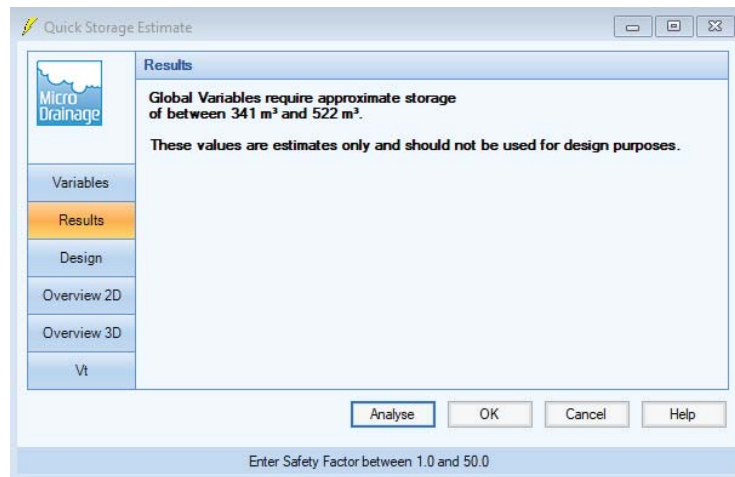 Quick Storage Estimate
Micro
Drainage
Results
Global Variables require approximate storage
of between 341 m³ and 522 m³.
These values are estimates only and should not be used for design purposes.
Variables
Results
Design
Overview 2D
Overview 3D
Vt
Analyse
OK
Cancel
Help
Enter Safety Factor between 1.0 and 50.0